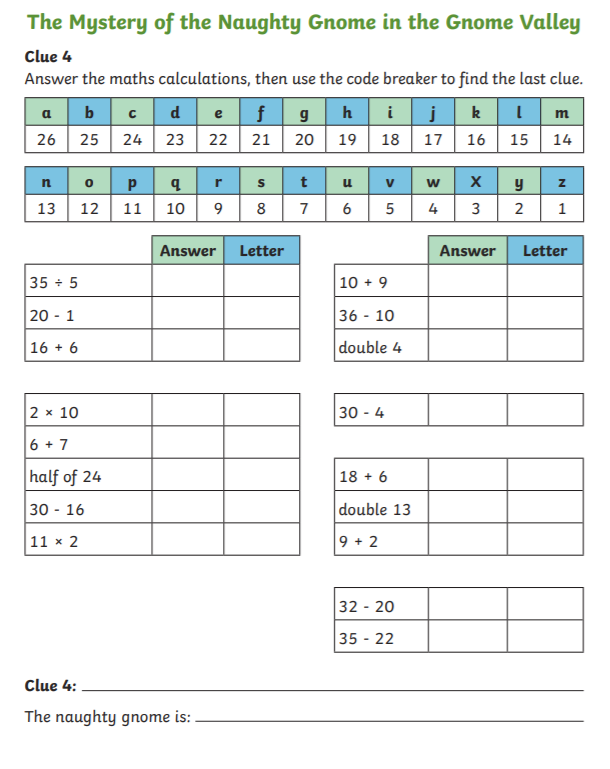 The Mystery of the Naughty Gnome in the Gnome Valley
Clue 4
Answer the maths calculations, then use the code breaker to find the last clue.
a b c d e f g h i j k l m
26 25 24 23 22 21 20 19 18 17 16 15 14
n o p q r s t u v w X y z
13 12 11 10 9 8 7 6 5 4 3 2 1
Answer Letter
35 ÷ 5
20 - 1
16 + 6
2 × 10
6 + 7
half of 24
30 - 16
11 × 2
Answer Letter
10 + 9
36 - 10
double 4
30 - 4
18 + 6
double 13
9 + 2
32 - 20
35 - 22
Clue 4:
The naughty gnome is: